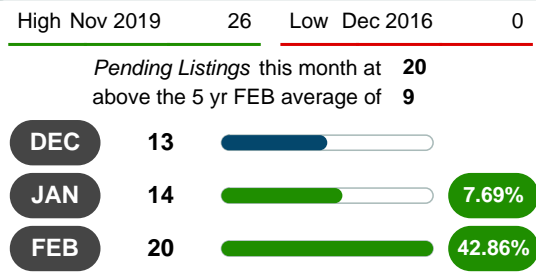 High Nov 2019 26 Low Dec 2016 0
Pending Listings this month at 20
above the 5 yr FEB average of 9
DEC 13
JAN 14 7.69%
FEB 20 42.86%